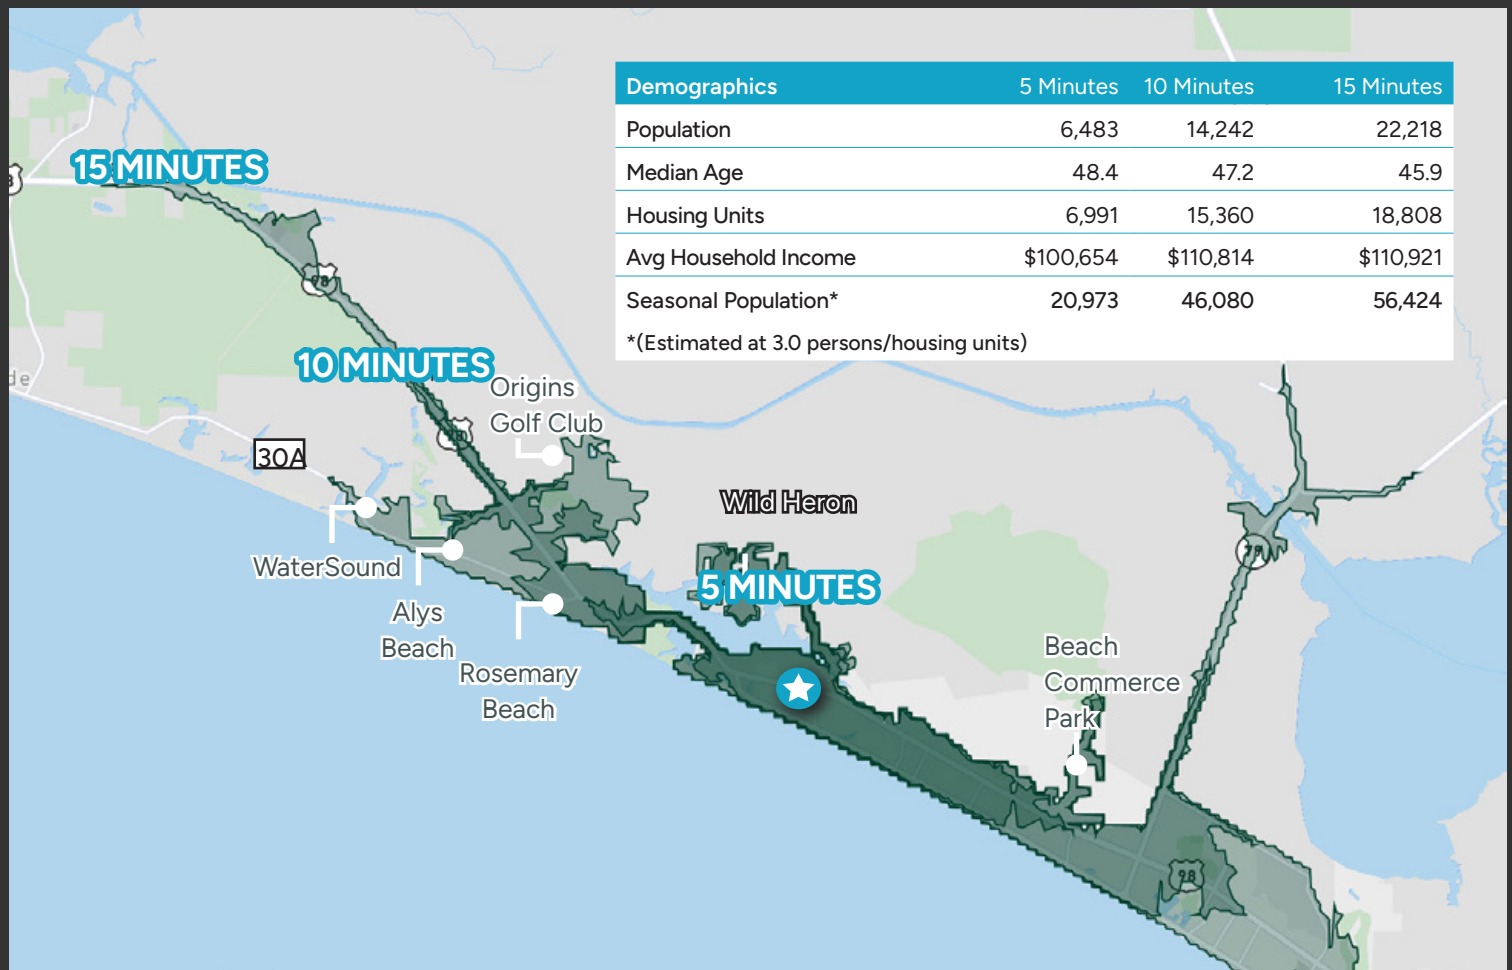 Demographics 5 Minutes 10 Minutes 15 Minutes
Population 6,483 14,242 22,218
Median Age 48.4 47.2 45.9
Housing Units 6,991 15,360 18,808
Avg Household Income $100,654 $110,814 $110,921
Seasonal Population* 20,973 46,080 56,424
*(Estimated at 3.0 persons/housing units)
15 MINUTES
98
10 MINUTES
de
Origins
Golf Club
98
30A
Wild Heron
WaterSound
5 MINUTES
79
Alys
Beach
Rosemary
Beach
Beach
Commerce
Park
98